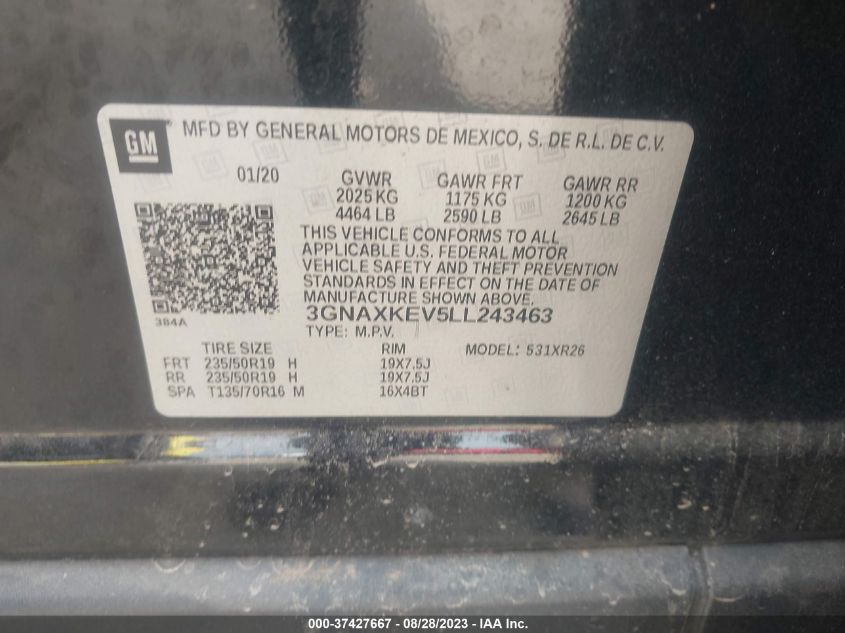 GM MFD BY GENERAL MOTORS DE MEXICO, S. DE R.L. DE C.V.
01/20 GVWR GAWR FRT GAWR RR
2025 KG 1175 KG 1200 KG
4464 LB 2590 LB 2645 LB
THIS VEHICLE CONFORMS TO ALL
APPLICABLE U.S. FEDERAL MOTOR
VEHICLE SAFETY AND THEFT PREVENTION
STANDARDS IN EFFECT ON THE DATE OF
MANUFACTURE SHOWN ABOVE.
384A
3GNAXKEV5LL243463
TYPE: M.P.V.
TIRE SIZE RIM MODEL: 531XR26
FRT 235/50R19 H 19X7.5J
RR 235/50R19 H 19X7.5J
SPA T135/70R16 M 16X4BT
000-37427667 - 08/28/2023 - IAA Inc.